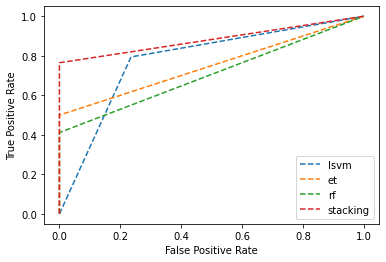 1.0
0.8
0.6
0.4
0.2
0.0
True Positive Rate
lsvm
et
rf
stacking
0.0 0.2 0.4 0.6 0.8 1.0
False Positive Rate